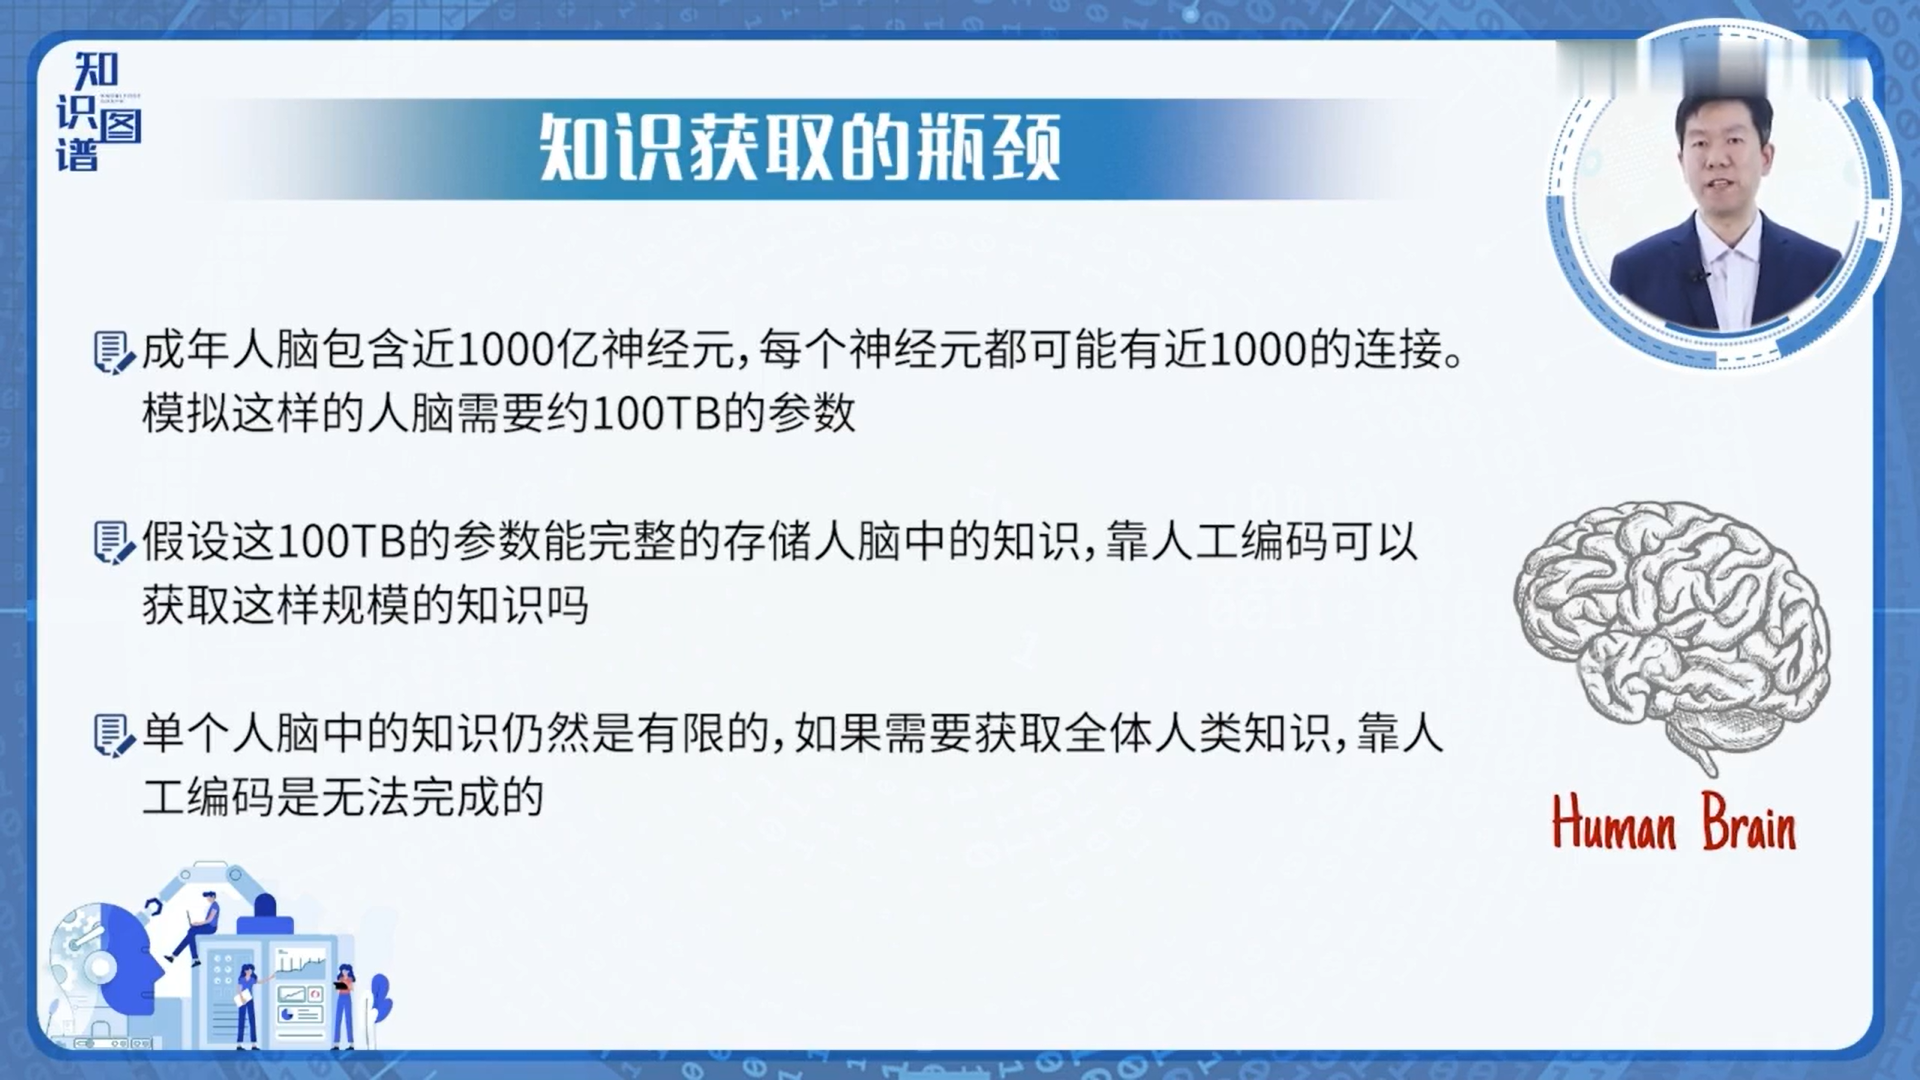 知识图谱
知识获取的瓶颈
成年人脑包含近1000亿神经元，每个神经元都可能有近1000的连接。
模拟这样的人脑需要约100TB的参数
假设这100TB的参数能完整的存储人脑中的知识，靠人工编码可以
获取这样规模的知识吗
单个人脑中的知识仍然是有限的，如果需要获取全体人类知识，靠人
工编码是无法完成的
Human Brain